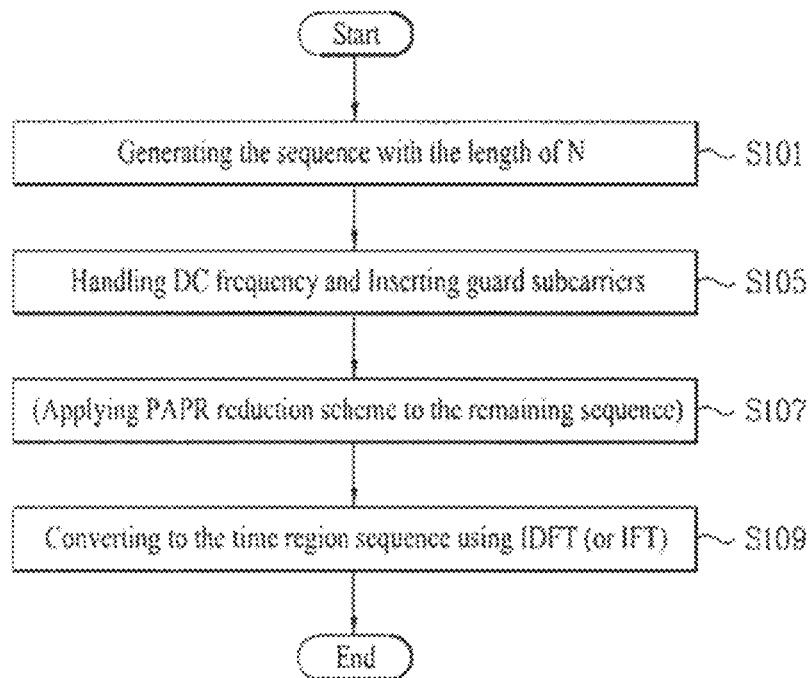 Start
Generating the sequence with the length of N
S101
Handling DC frequency and Inserting guard subcarriers
S105
(Applying PAPR reduction scheme to the remaining sequence)
S107
Converting to the time region sequence using IDFT (or IFT)
S109
End